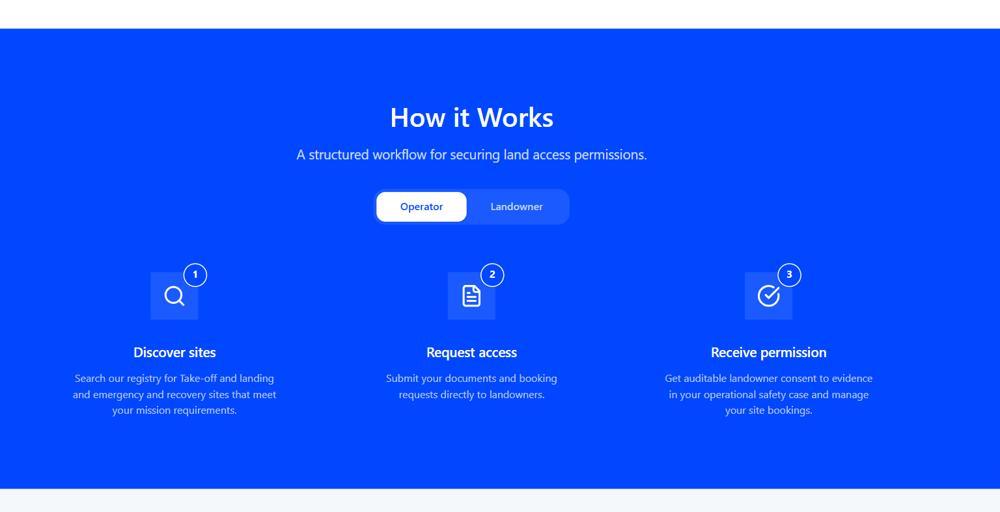 How it Works
A structured workflow for securing land access permissions.
Operator
Landowner
1
2
3
Discover sites
Search our registry for Take-off and landing
and emergency and recovery sites that meet
your mission requirements.
Request access
Submit your documents and booking
requests directly to landowners.
Receive permission
Get auditable landowner consent to evidence
in your operational safety case and manage
your site bookings.